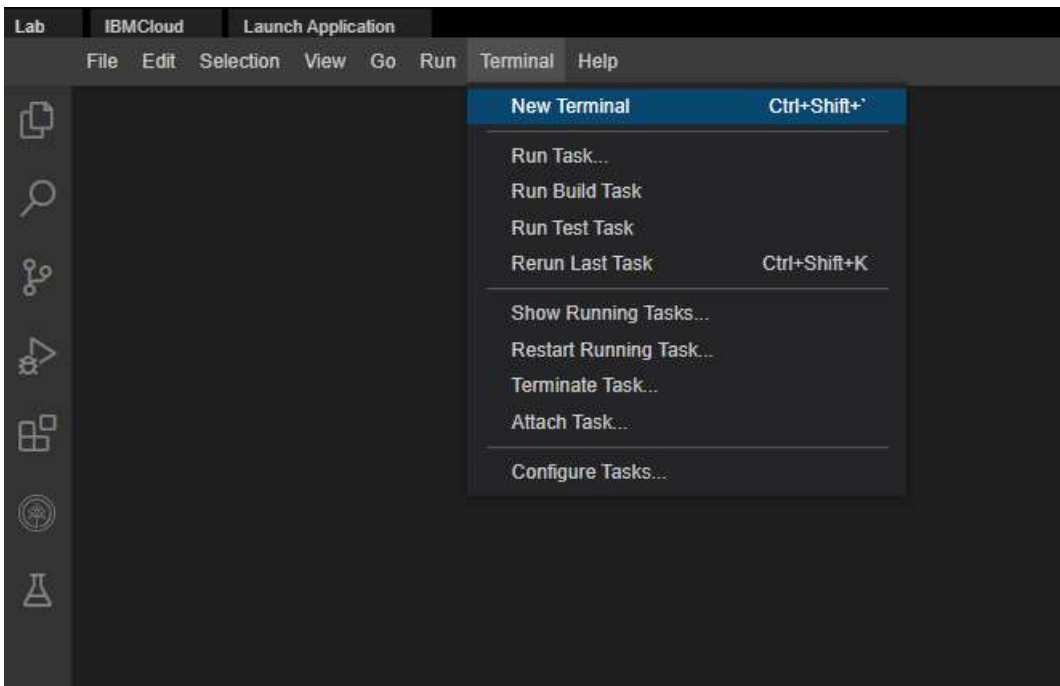 Lab IBMCloud Launch Application
File Edit Selection View Go Run Terminal Help
New Terminal Ctrl+Shift+`
Run Task...
Run Build Task
Run Test Task
Rerun Last Task Ctrl+Shift+K
Show Running Tasks...
Restart Running Task...
Terminate Task...
Attach Task...
Configure Tasks...